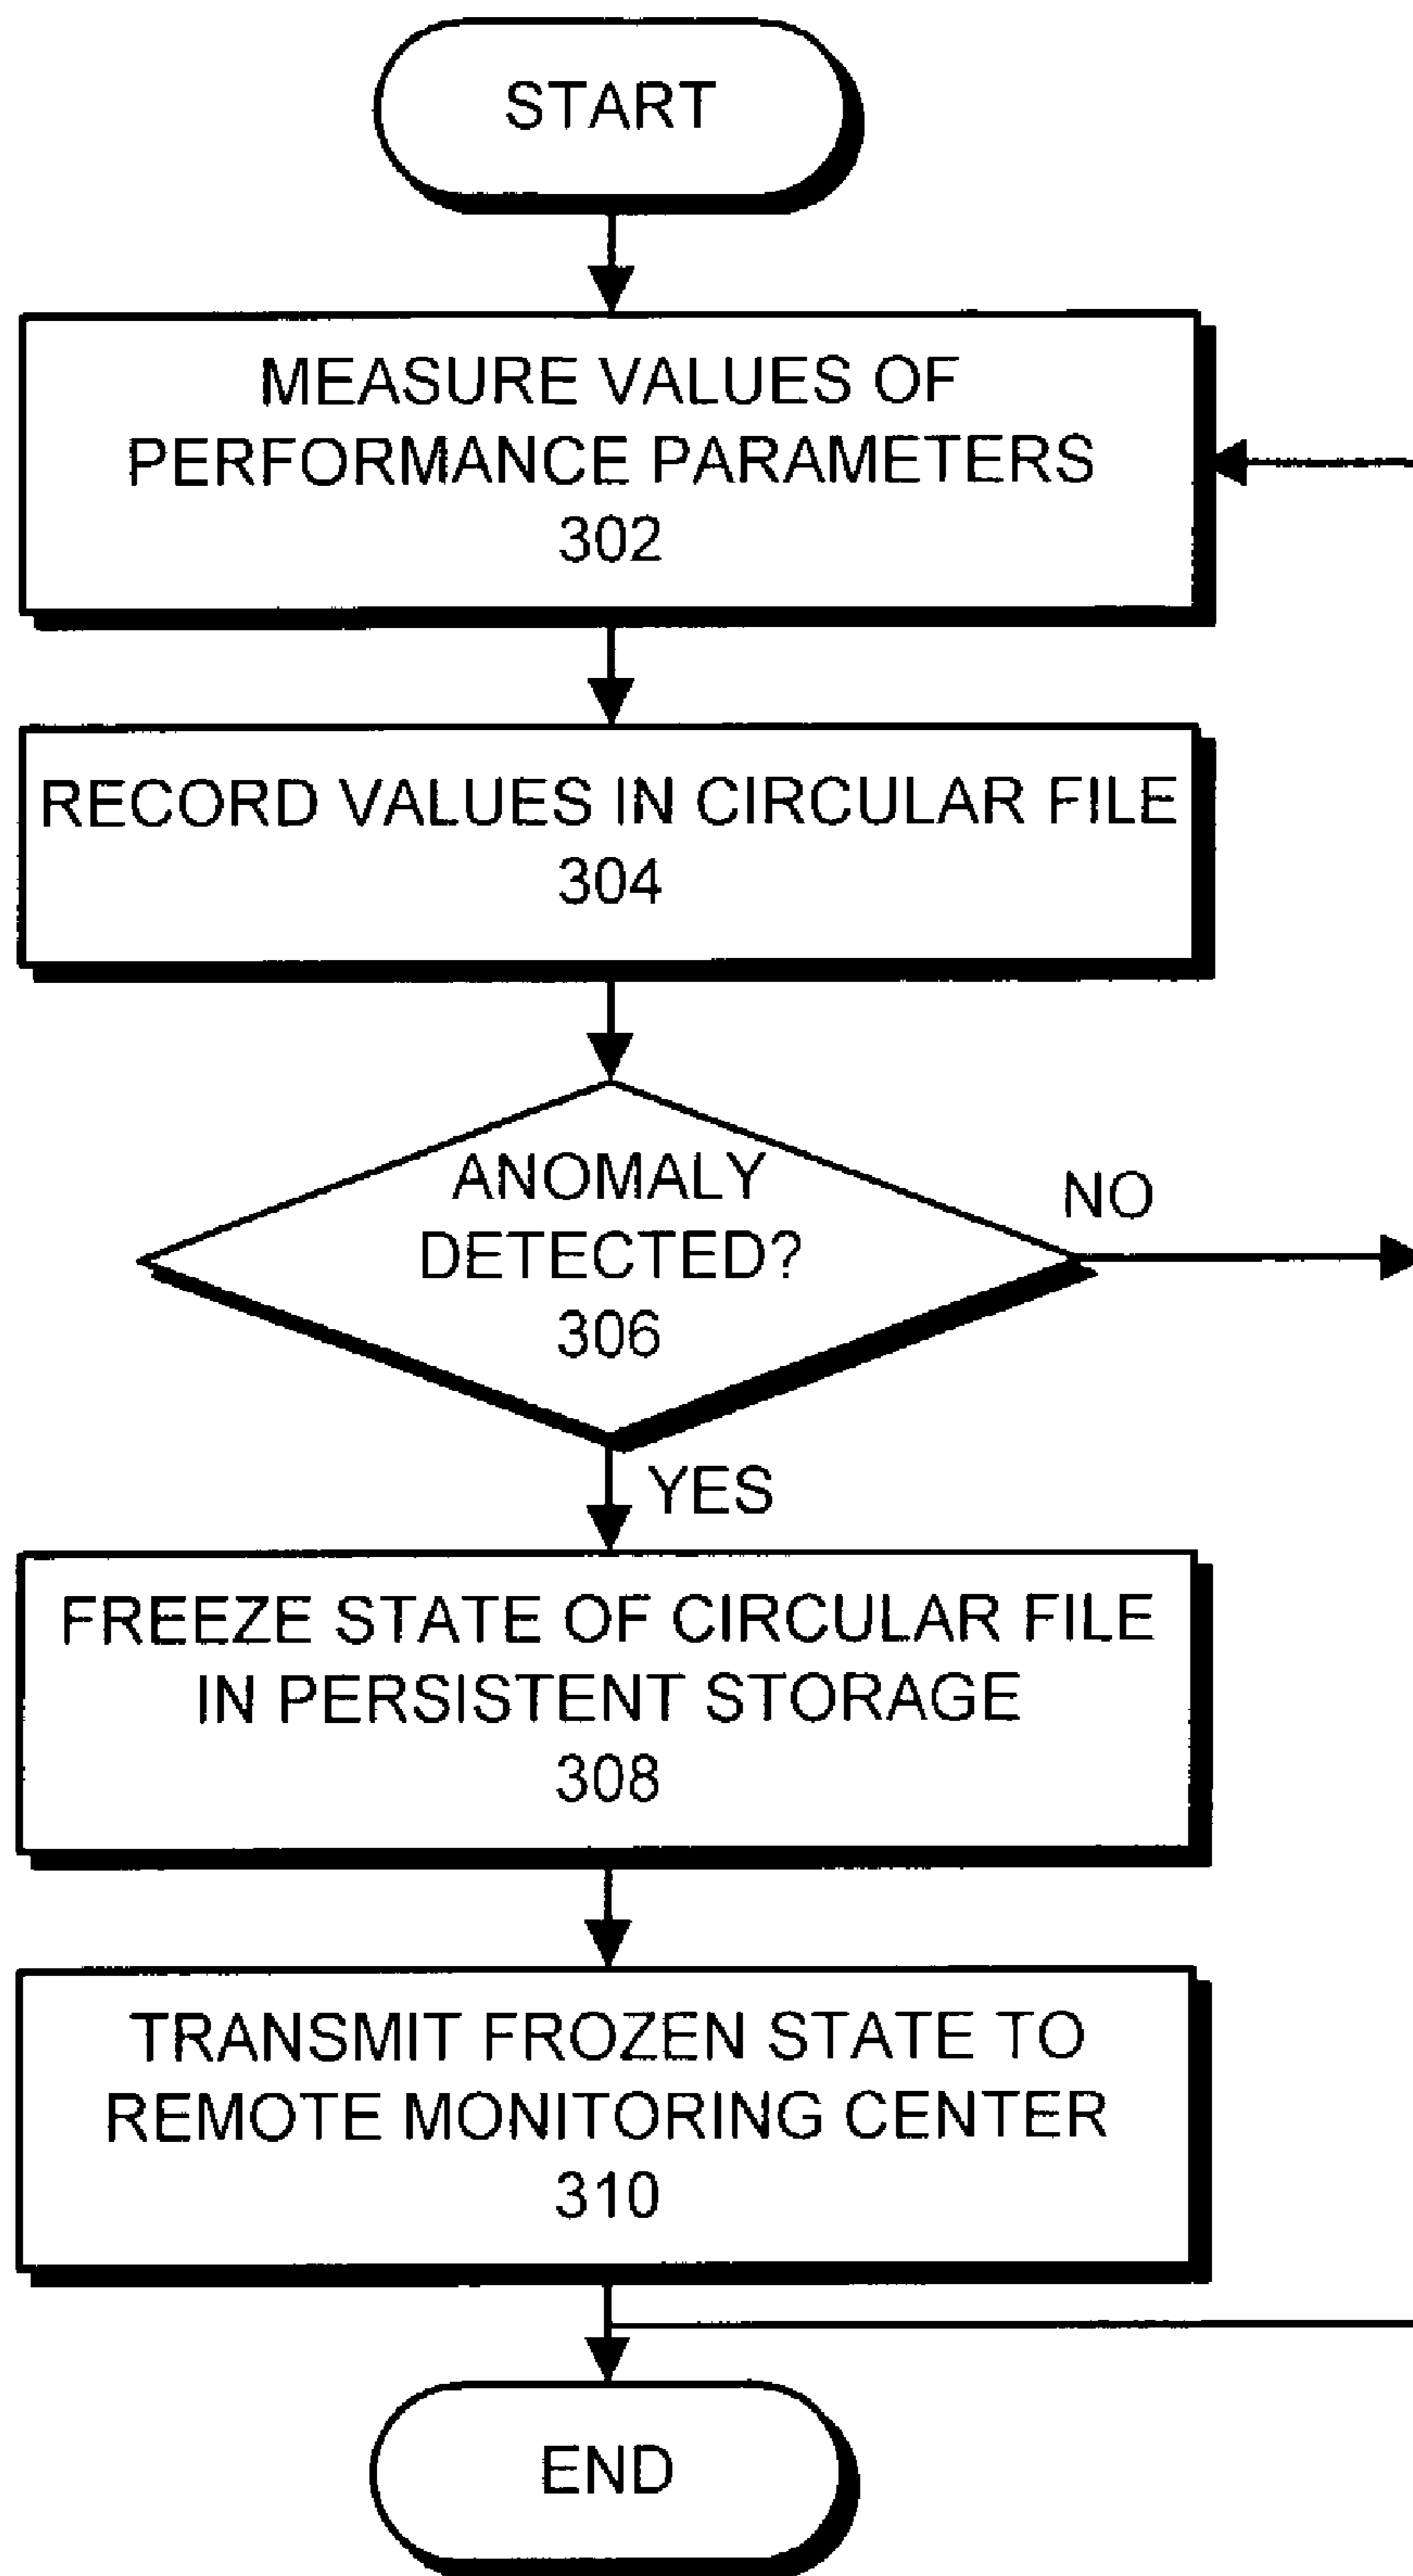 START
MEASURE VALUES OF
PERFORMANCE PARAMETERS
302
RECORD VALUES IN CIRCULAR FILE
304
ANOMALY
DETECTED?
306
NO
YES
FREEZE STATE OF CIRCULAR FILE
IN PERSISTENT STORAGE
308
TRANSMIT FROZEN STATE TO
REMOTE MONITORING CENTER
310
END